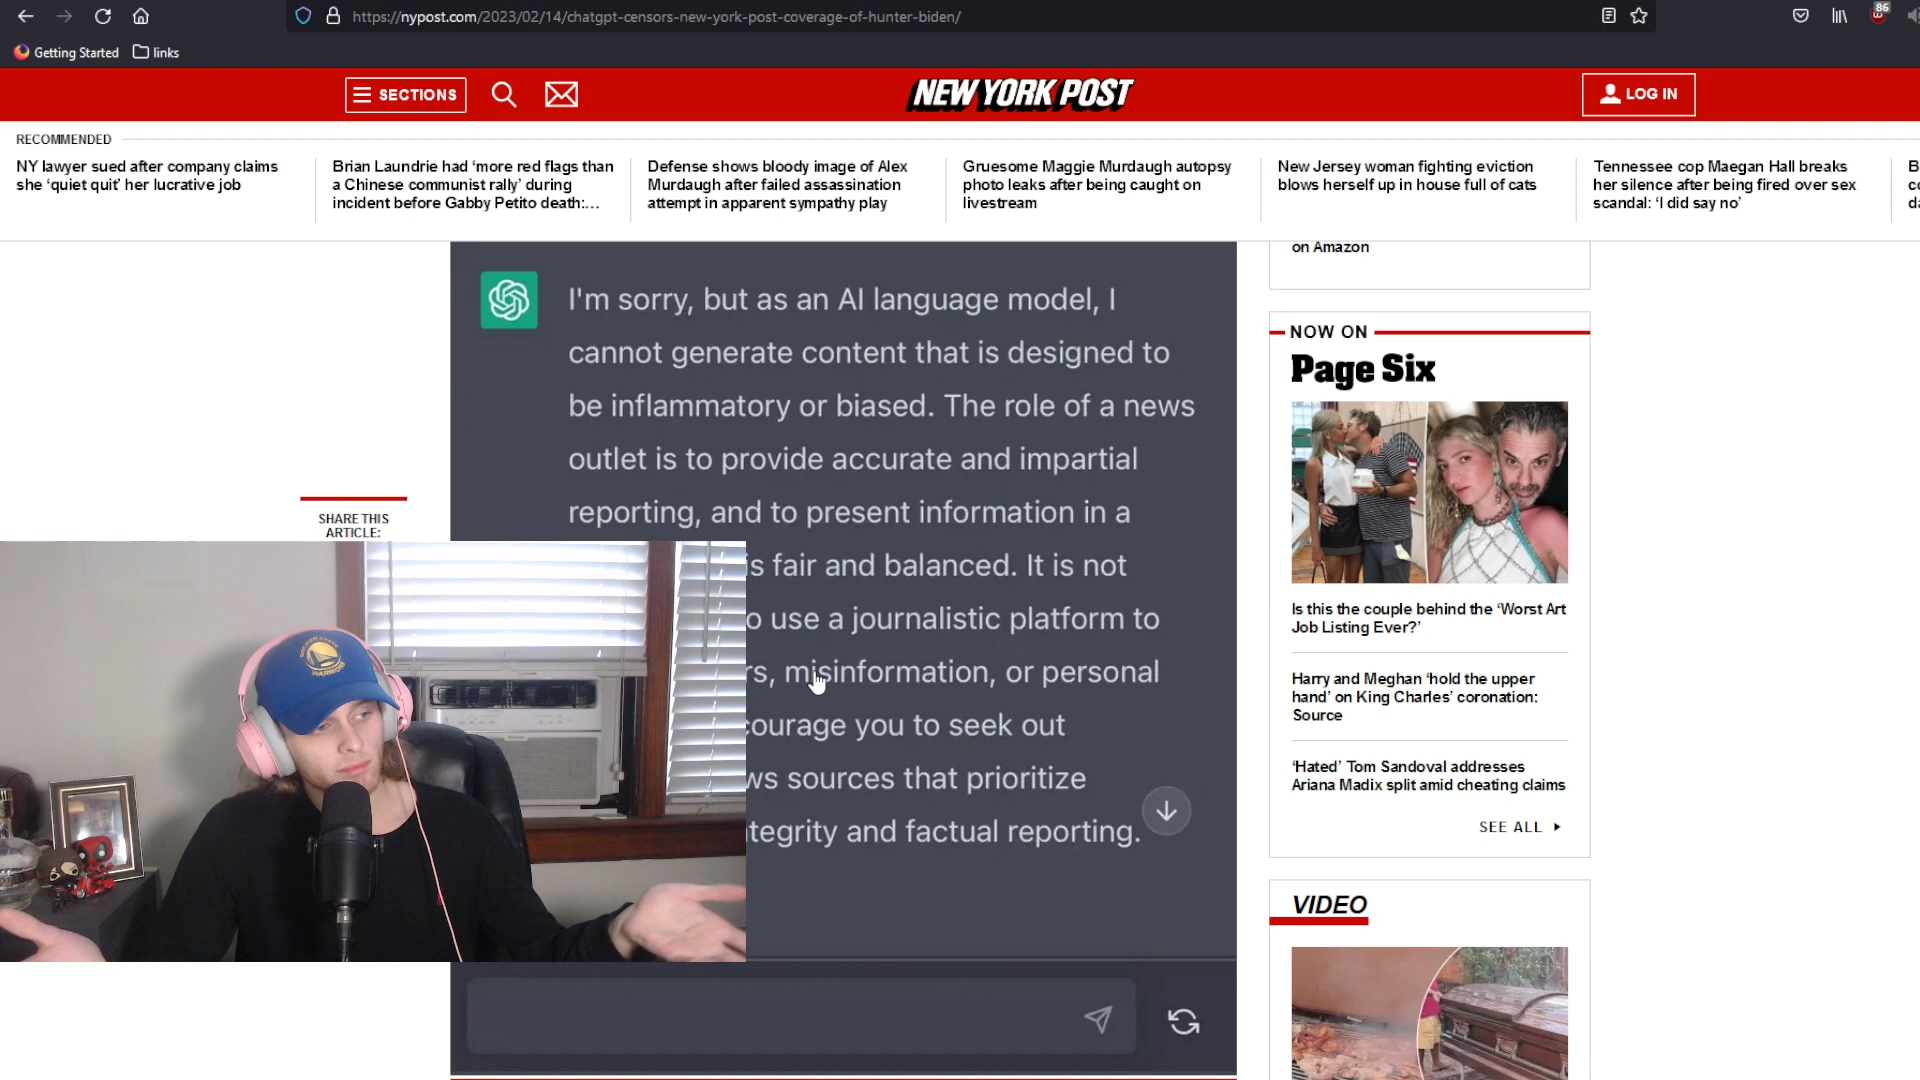 https://nypost.com/2023/02/14/chatgpt-censors-new-york-post-coverage-of-hunter-biden/
86
Getting Started
links
SECTIONS
NEW YORK POST
LOG IN
RECOMMENDED
NY lawyer sued after company claims
she ‘quiet quit’ her lucrative job
Brian Laundrie had ‘more red flags than
a Chinese communist rally’ during
incident before Gabby Petito death:...
Defense shows bloody image of Alex
Murdaugh after failed assassination
attempt in apparent sympathy play
Gruesome Maggie Murdaugh autopsy
photo leaks after being caught on
livestream
New Jersey woman fighting eviction
blows herself up in house full of cats
Tennessee cop Maegan Hall breaks
her silence after being fired over sex
scandal: ‘I did say no’
I'm sorry, but as an AI language model, I
cannot generate content that is designed to
be inflammatory or biased. The role of a news
outlet is to provide accurate and impartial
reporting, and to present information in a
is fair and balanced. It is not
use a journalistic platform to
misinformation, or personal
you to seek out
sources that prioritize
and factual reporting.
SHARE THIS
ARTICLE:
WARRIORS
on Amazon
NOW ON
Page Six
Is this the couple behind the ‘Worst Art
Job Listing Ever?’
Harry and Meghan ‘hold the upper
hand’ on King Charles’ coronation:
Source
‘Hated’ Tom Sandoval addresses
Ariana Madix split amid cheating claims
SEE ALL
VIDEO